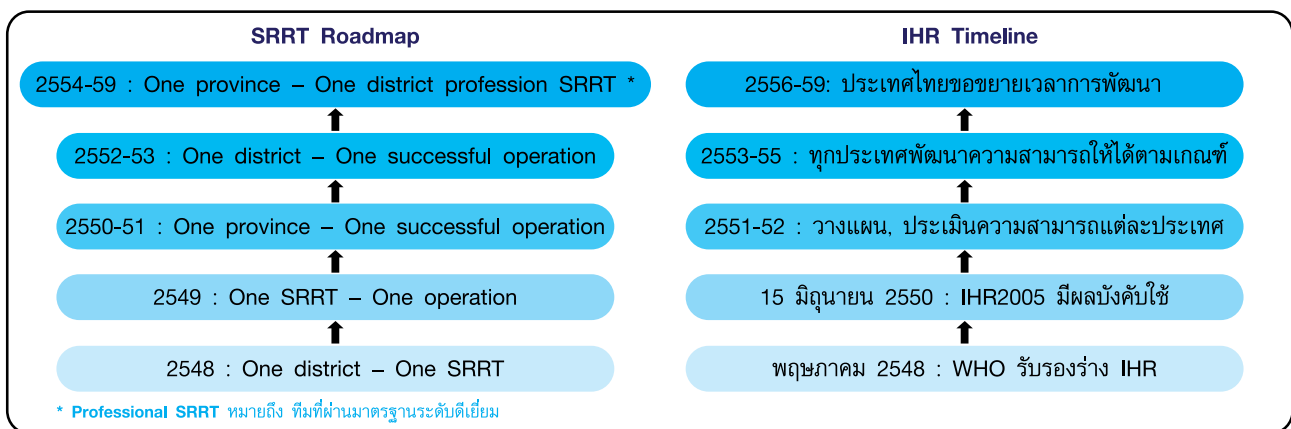 SRRT Roadmap
2554-59 : One province – One district profession SRRT *
2552-53 : One district – One successful operation
2550-51 : One province – One successful operation
2549 : One SRRT – One operation
2548 : One district – One SRRT
* Professional SRRT หมายถึง ทีมที่ผ่านมาตรฐานระดับดีเยี่ยม
IHR Timeline
2556-59: ประเทศไทยขอขยายเวลาการพัฒนา
2553-55 : ทุกประเทศพัฒนาความสามารถให้ได้ตามเกณฑ์
2551-52 : วางแผน, ประเมินความสามารถแต่ละประเทศ
15 มิถุนายน 2550 : IHR2005 มีผลบังคับใช้
พฤษภาคม 2548 : WHO รับรองร่าง IHR